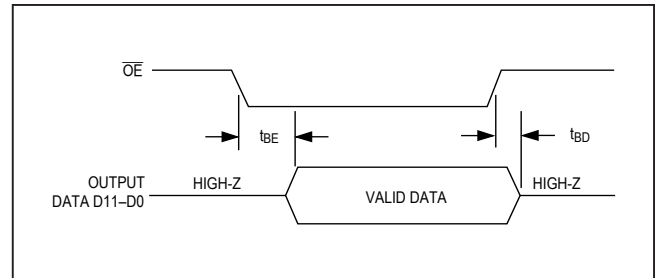 OE
tBE
tBD
OUTPUT
DATA D11–D0
HIGH-Z
VALID DATA
HIGH-Z